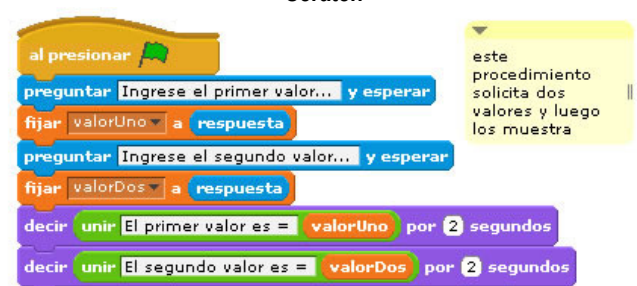 Scratch
al presionar
preguntar Ingrese el primer valor... y esperar
fijar valorUno a respuesta
preguntar Ingrese el segundo valor... y esperar
fijar valorDos a respuesta
decir unir El primer valor es = valorUno por 2 segundos
decir unir El segundo valor es = valorDos por 2 segundos
este
procedimiento
solicita dos
valores y luego
los muestra